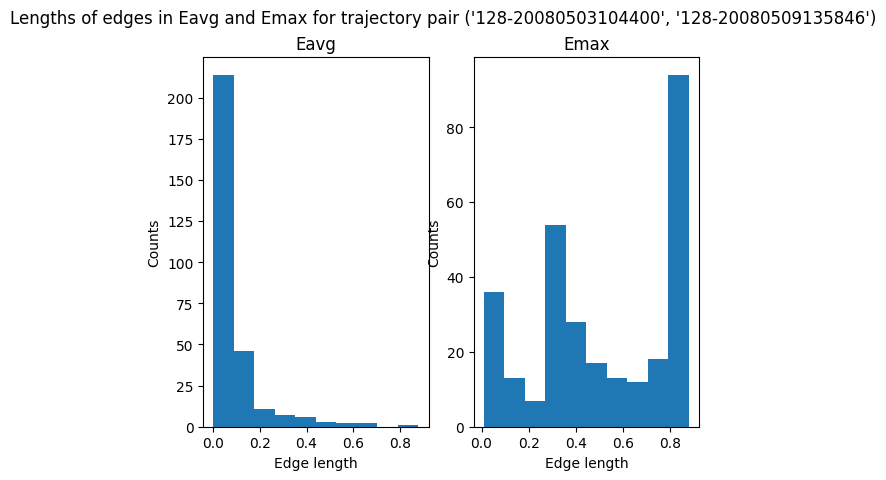 Lengths of edges in Eavg and Emax for trajectory pair ('128-20080503104400', '128-20080509135846')
Eavg
Counts
200
175
150
125
100
75
50
25
0
0.0 0.2 0.4 0.6 0.8
Edge length
Emax
Counts
80
60
40
20
0
0.0 0.2 0.4 0.6 0.8
Edge length